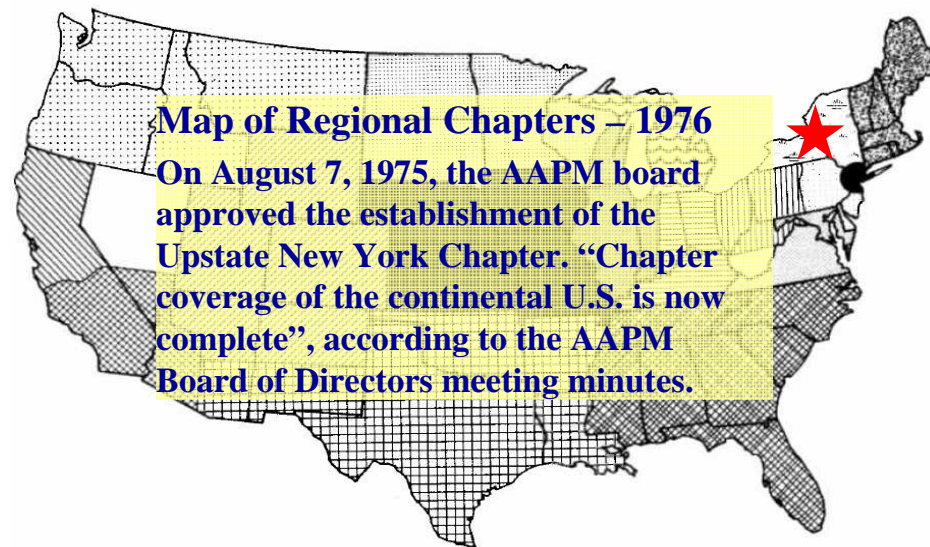 Map of Regional Chapters – 1976
On August 7, 1975, the AAPM board
approved the establishment of the
Upstate New York Chapter. “Chapter
coverage of the continental U.S. is now
complete”, according to the AAPM
Board of Directors meeting minutes.